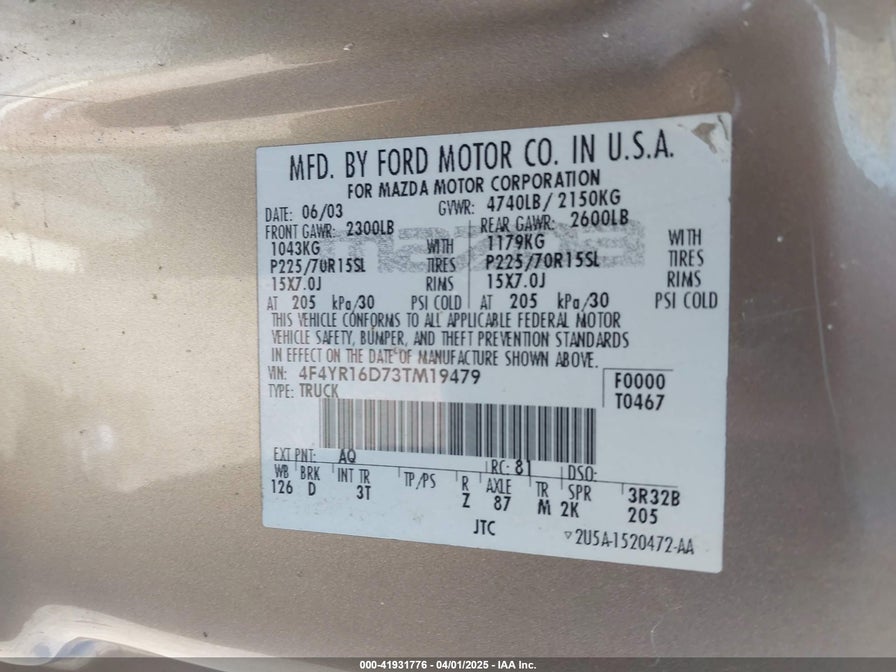 MFD. BY FORD MOTOR CO. IN U.S.A.
FOR MAZDA MOTOR CORPORATION
DATE: 06/03 GVWR: 4740LB/ 2150KG
FRONT GAWR: 2300LB REAR GAWR: 2600LB
1043KG WITH 1179KG WITH
P225/70R15SL TIRES P225/70R15SL TIRES
15X7.0J RIMS 15X7.0J RIMS
AT 205 kPa/30 PSI COLD AT 205 kPa/30 PSI COLD
THIS VEHICLE CONFORMS TO ALL APPLICABLE FEDERAL MOTOR
VEHICLE SAFETY, BUMPER, AND THEFT PREVENTION STANDARDS
IN EFFECT ON THE DATE OF MANUFACTURE SHOWN ABOVE.
VIN: 4F4YR16D73TM19479 F0000
TYPE: TRUCK T0467
EXT PNT: AQ RC: 81 DSO:
WB BRK INT TR TP/PS R AXLE TR SPR
126 D 3T Z 87 M 2K 3R32B
205
JTC ▽2U5A-1520472-AA
mazda
000-41931776 - 04/01/2025 - IAA Inc.